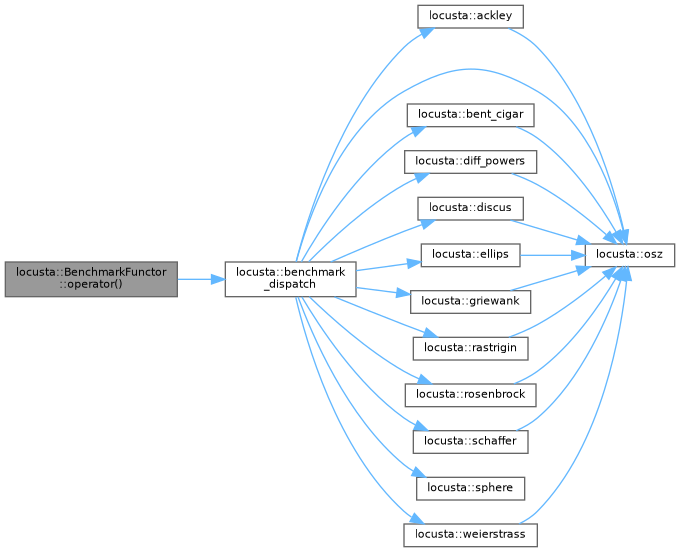 locusta::BenchmarkFunctor
::operator()
locusta::benchmark
_dispatch
locusta::ackley
locusta::bent_cigar
locusta::diff_powers
locusta::discus
locusta::ellips
locusta::griewank
locusta::rastrigin
locusta::rosenbrock
locusta::schaffer
locusta::sphere
locusta::weierstrass
locusta::osz